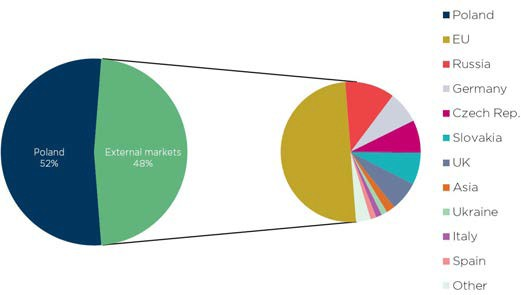 Poland
52%
External markets
48%
Poland
EU
Russia
Germany
Czech Rep.
Slovakia
UK
Asia
Ukraine
Italy
Spain
Other